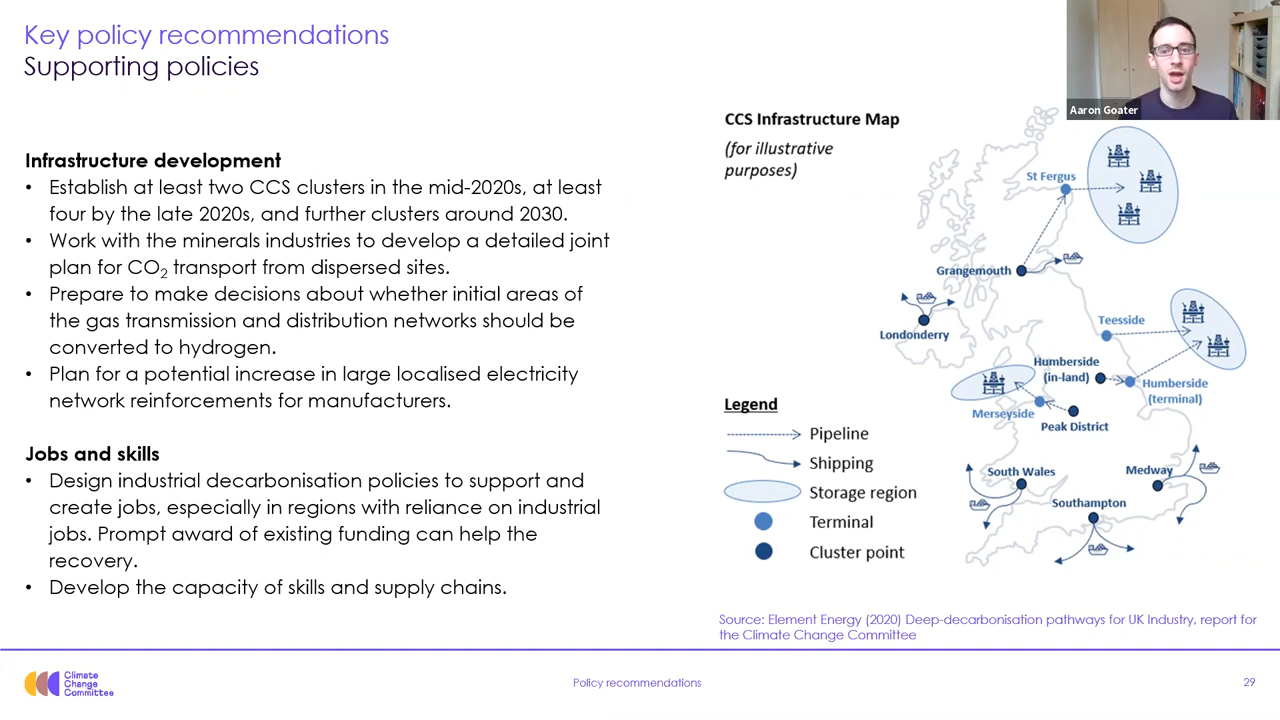 Key policy recommendations
Supporting policies
Aaron Goater
Infrastructure development
• Establish at least two CCS clusters in the mid-2020s, at least
four by the late 2020s, and further clusters around 2030.
• Work with the minerals industries to develop a detailed joint
plan for CO₂ transport from dispersed sites.
• Prepare to make decisions about whether initial areas of
the gas transmission and distribution networks should be
converted to hydrogen.
• Plan for a potential increase in large localised electricity
network reinforcements for manufacturers.
Jobs and skills
• Design industrial decarbonisation policies to support and
create jobs, especially in regions with reliance on industrial
jobs. Prompt award of existing funding can help the
recovery.
• Develop the capacity of skills and supply chains.
CCS Infrastructure Map
(for illustrative
purposes)
St Fergus
Grangemouth
Londonderry
Teesside
Humberside
(in-land)
Humberside
(terminal)
Merseyside
Peak District
South Wales
Medway
Southampton
Legend
Pipeline
Shipping
Storage region
Terminal
Cluster point
Source: Element Energy (2020) Deep-decarbonisation pathways for UK Industry, report for
the Climate Change Committee
Climate
Change
Committee
Policy recommendations
29